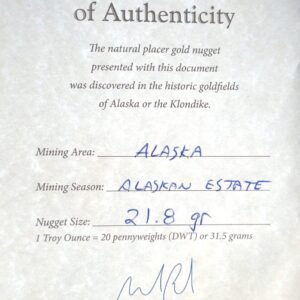 of Authenticity
The natural placer gold nugget
presented with this document
was discovered in the historic goldfields
of Alaska or the Klondike.
Mining Area: ALASKA
Mining Season: ALASKAN ESTATE
Nugget Size: 21.8 gr
1 Troy Ounce = 20 pennyweights (DWT) or 31.5 grams